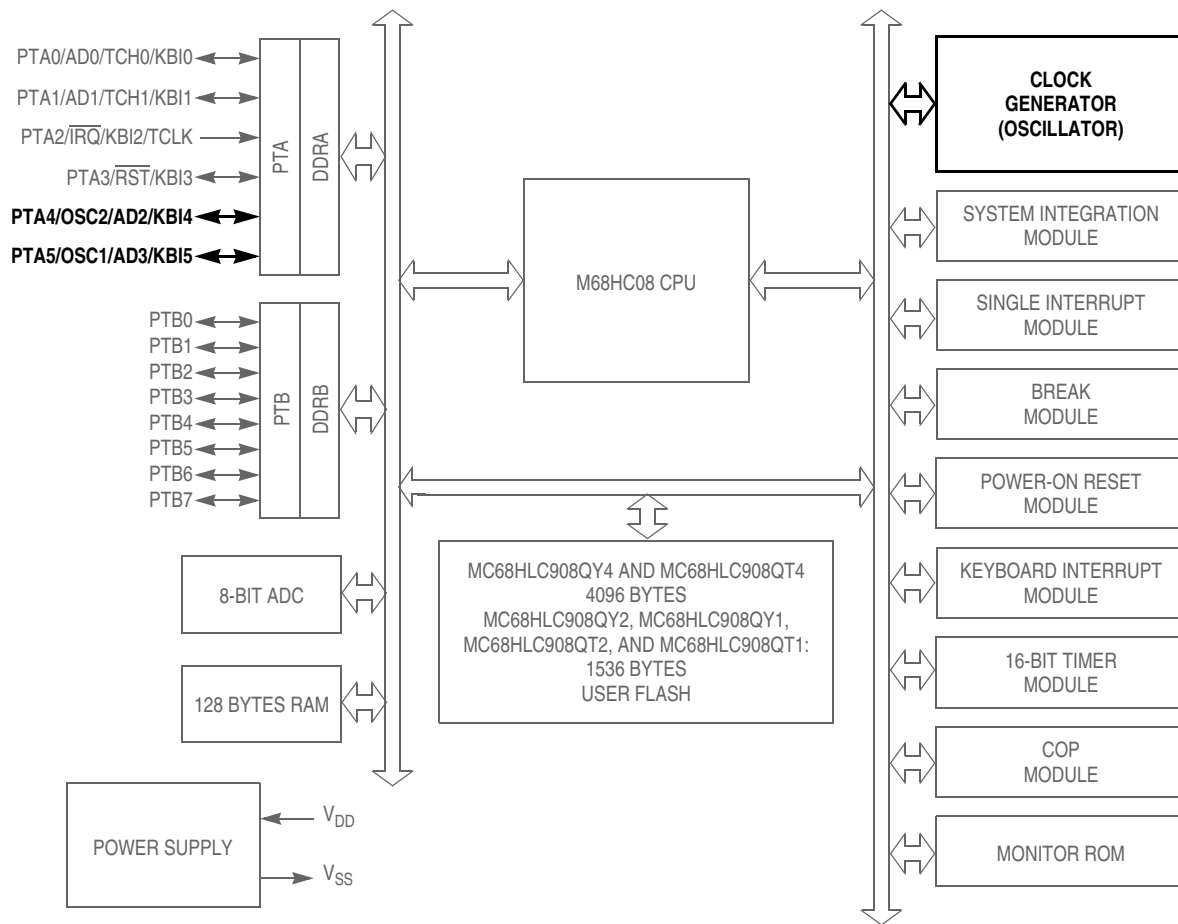 PTA0/AD0/TCH0/KBI0
PTA1/AD1/TCH1/KBI1
PTA2/IRQ/KBI2/TCLK
PTA3/RST/KBI3
PTA4/OSC2/AD2/KBI4
PTA5/OSC1/AD3/KBI5
PTA
DDRA
PTB0
PTB1
PTB2
PTB3
PTB4
PTB5
PTB6
PTB7
PTB
DDRB
8-BIT ADC
128 BYTES RAM
POWER SUPPLY
VDD
VSS
M68HC08 CPU
MC68HLC908QY4 AND MC68HLC908QT4
4096 BYTES
MC68HLC908QY2, MC68HLC908QY1,
MC68HLC908QT2, AND MC68HLC908QT1:
1536 BYTES
USER FLASH
CLOCK
GENERATOR
(OSCILLATOR)
SYSTEM INTEGRATION
MODULE
SINGLE INTERRUPT
MODULE
BREAK
MODULE
POWER-ON RESET
MODULE
KEYBOARD INTERRUPT
MODULE
16-BIT TIMER
MODULE
COP
MODULE
MONITOR ROM